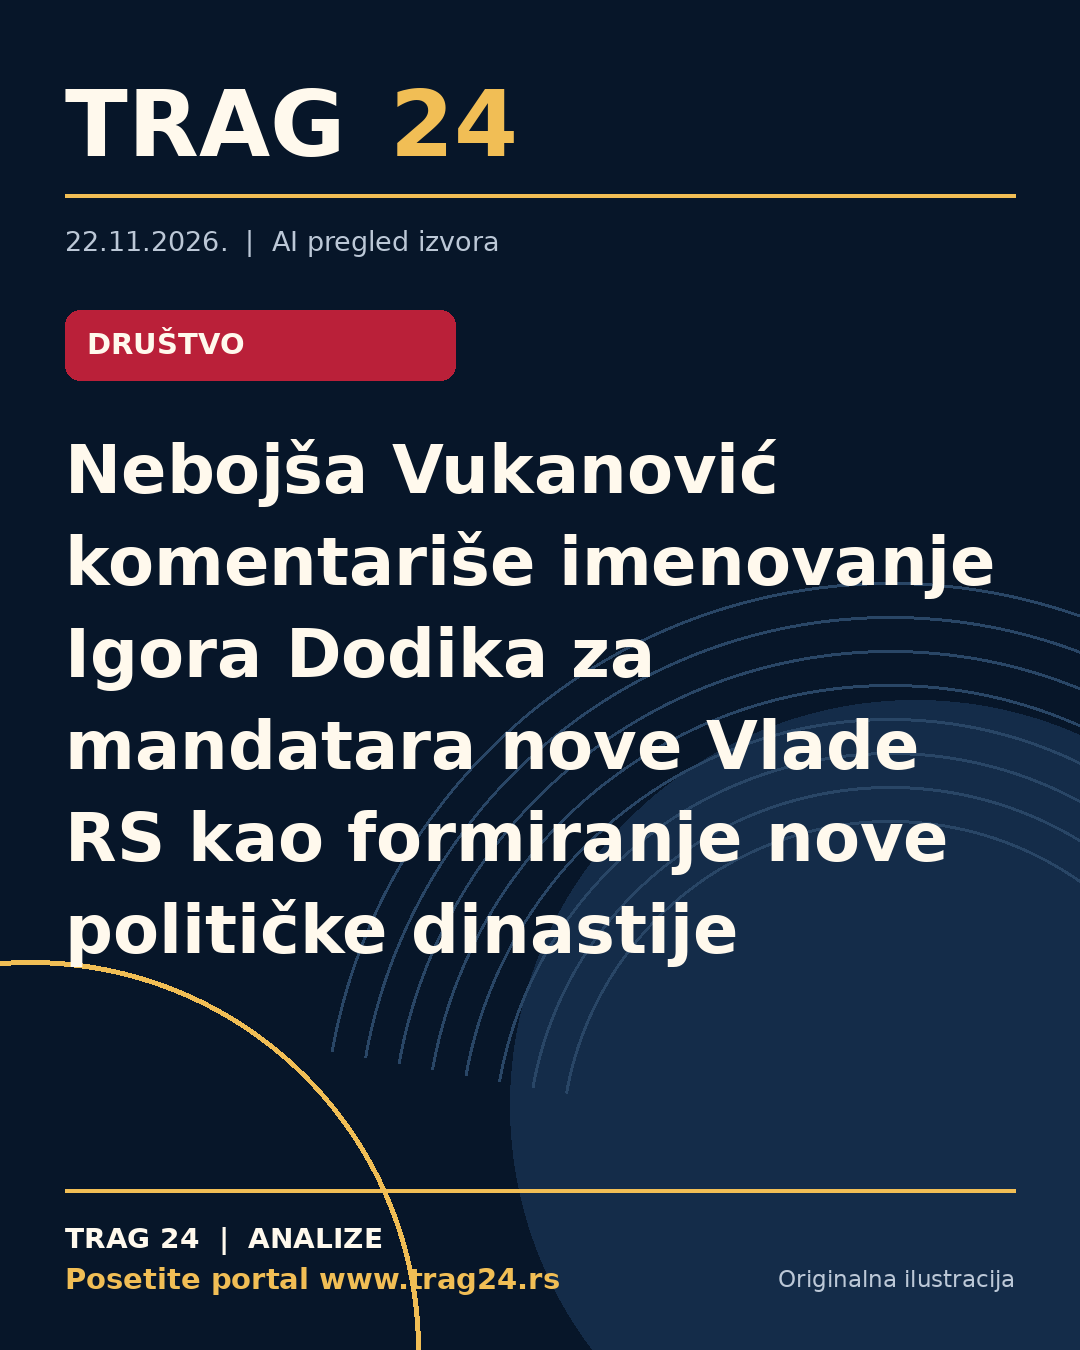 TRAG 24
22.11.2026. | AI pregled izvora
DRUŠTVO
Nebojša Vukanović
komentariše imenovanje
Igora Dodika za
mandatara nove Vlade
RS kao formiranje nove
političke dinastije
TRAG 24 | ANALIZE
Posetite portal www.trag24.rs
Originalna ilustracija